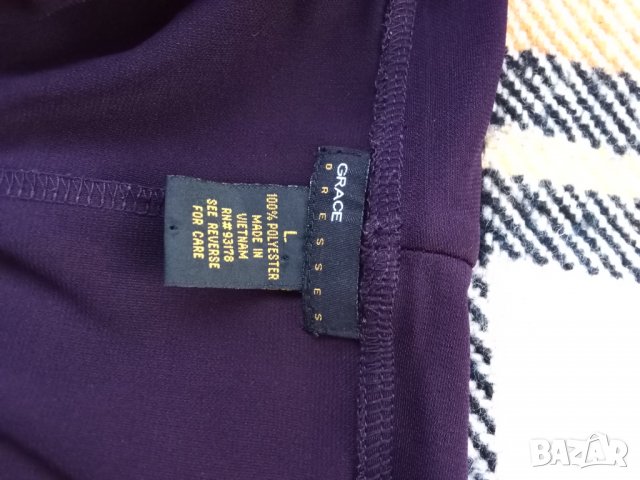 GRACE
DRESSES
L
100% POLYESTER
MADE IN
VIETNAM
RN# 93178
SEE REVERSE
FOR CARE
BAZAR